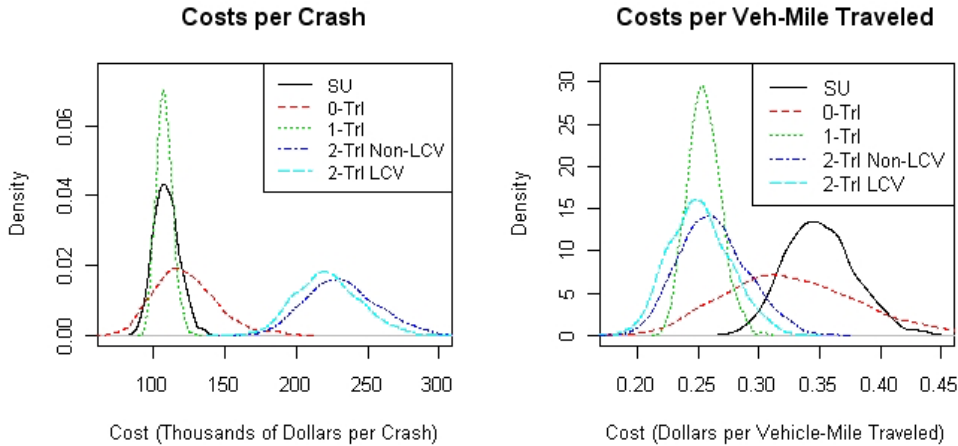 Costs per Crash
SU
0-Trl
1-Trl
2-Trl Non-LCV
2-Trl LCV
Density
0.00 0.02 0.04 0.06
100 150 200 250 300
Cost (Thousands of Dollars per Crash)
Costs per Veh-Mile Traveled
SU
0-Trl
1-Trl
2-Trl Non-LCV
2-Trl LCV
Density
0 5 10 15 20 25 30
0.20 0.25 0.30 0.35 0.40 0.45
Cost (Dollars per Vehicle-Mile Traveled)